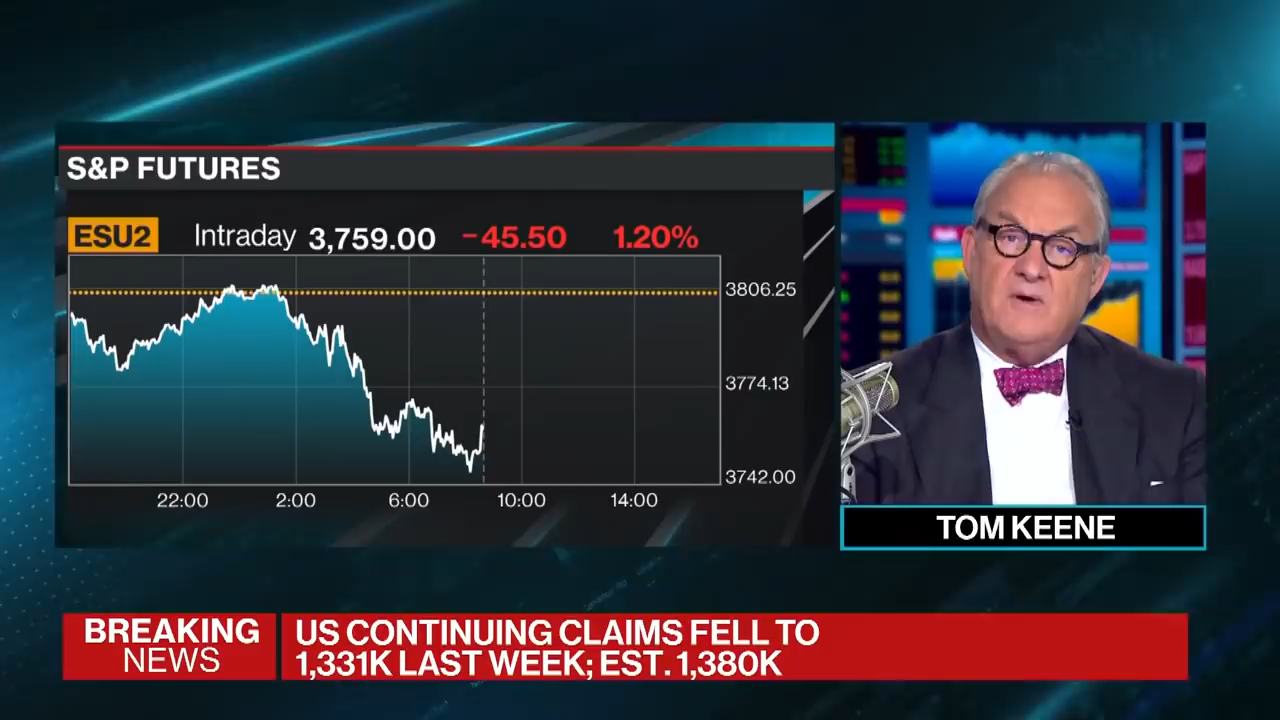 S&P FUTURES
ESU2 Intraday 3,759.00 -45.50 1.20%
3806.25
3774.13
3742.00
22:00 2:00 6:00 10:00 14:00
TOM KEENE
BREAKING
NEWS
US CONTINUING CLAIMS FELL TO
1,331K LAST WEEK; EST. 1,380K